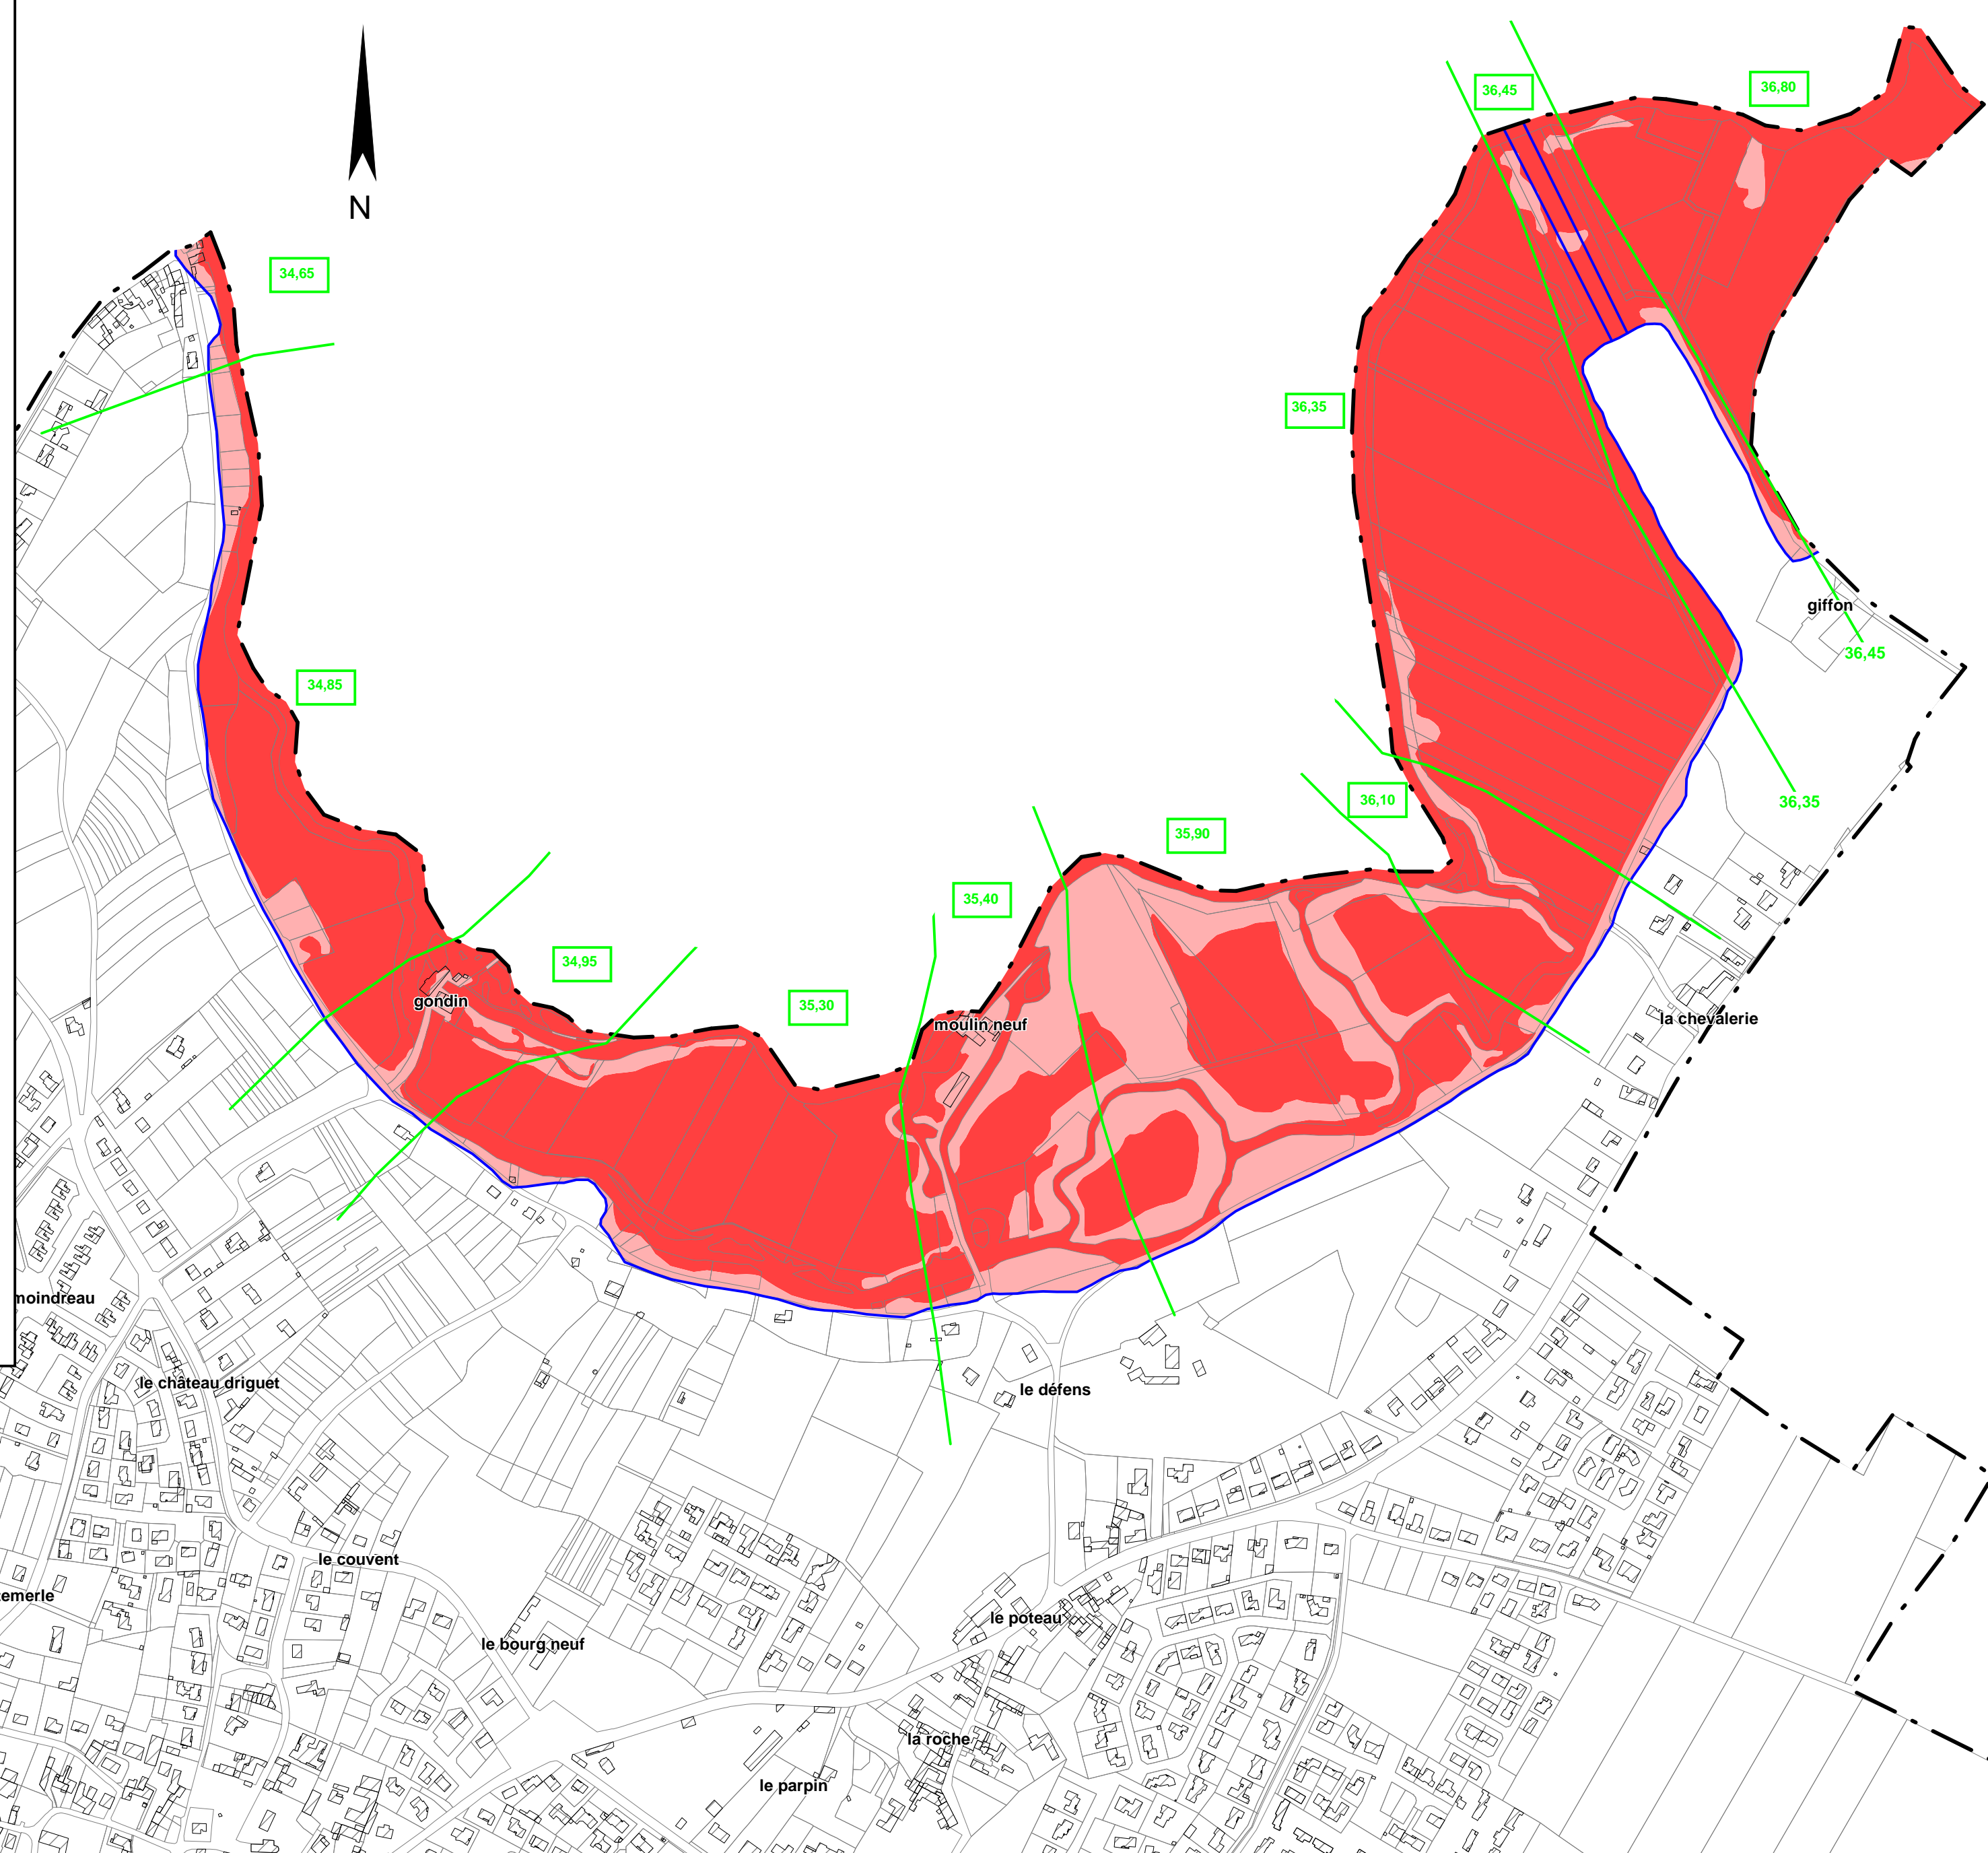 36,45
36,80
N
34,65
36,35
giffon
36,45
34,85
36,10
36,35
35,90
35,40
34,95
gondin
35,30
moulin neuf
la chevalerie
moindreau
le château driguet
le défens
le couvent
emerle
le poteau
le bourg neuf
la roche
le parpin